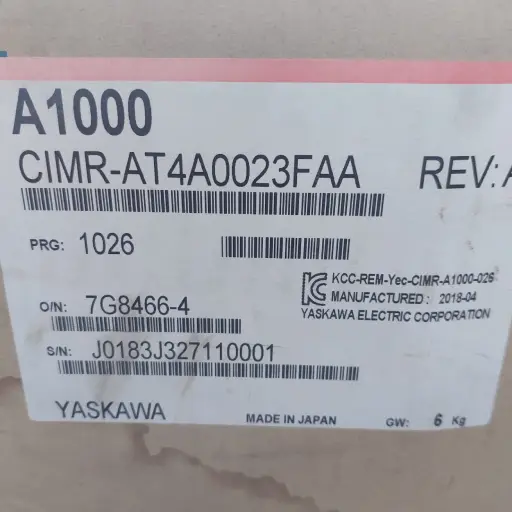 A1000
CIMR-AT4A0023FAA REV: A
PRG: 1026
KCC-REM-Yec-CIMR-A1000-026
MANUFACTURED : 2018-04
YASKAWA ELECTRIC CORPORATION
O/N: 7G8466-4
S/N: J0183J327110001
YASKAWA MADE IN JAPAN GW: 6 Kg